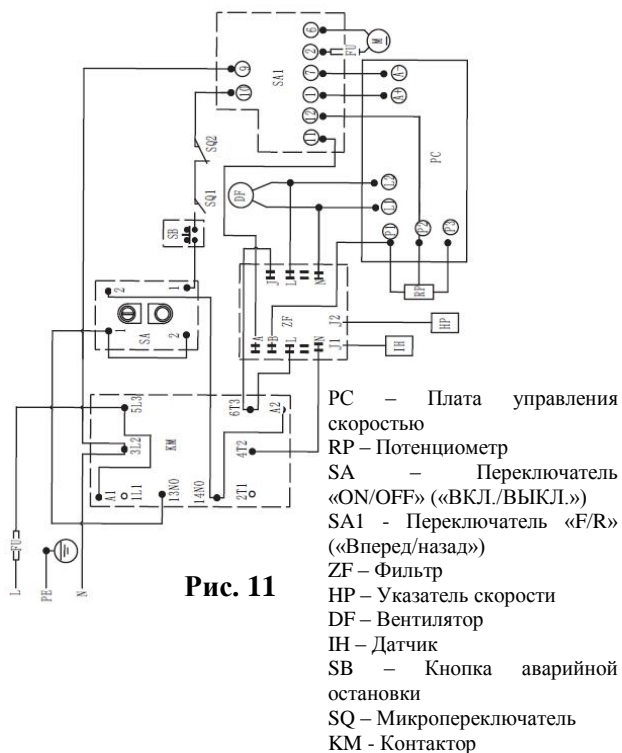 6
2
7
1
12
11
9
10
SA1
FU
M
A-
A+
PC
SQ2
SQ1
SB
DF
L2
L1
P1
P2
P3
RP
J
L
N
ZF
A
B
L
N
J2
J1
HP
IH
2
1
1
2
SA
5L3
3L2
6T3
A2
4T2
KM
A1
1L1
13NO
14NO
2T1
FU
L
PE
N
Рис. 11
PC – Плата управления
скоростью
RP – Потенциометр
SA – Переключатель
«ON/OFF» («ВКЛ./ВЫКЛ.»)
SA1 - Переключатель «F/R»
(«Вперед/назад»)
ZF – Фильтр
HP – Указатель скорости
DF – Вентилятор
IH – Датчик
SB – Кнопка аварийной
остановки
SQ – Микропереключатель
KM - Контактор